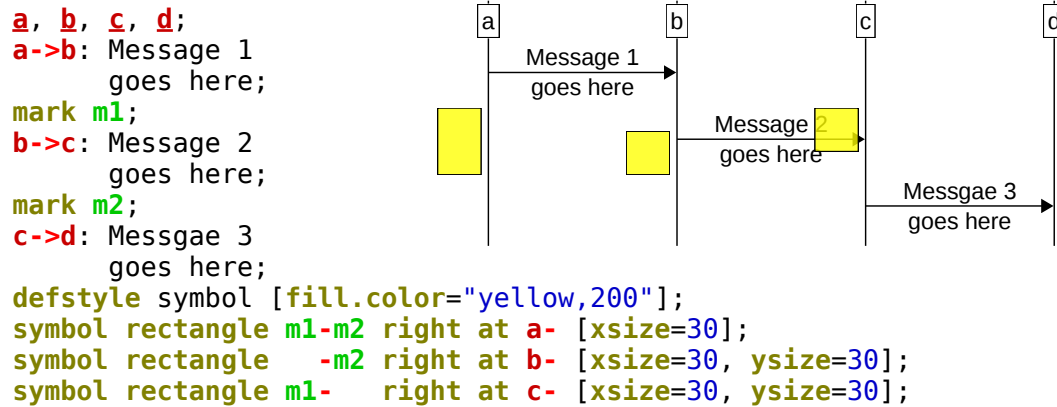 a, b, c, d;
a->b: Message 1
      goes here;
mark m1;
b->c: Message 2
      goes here;
mark m2;
c->d: Messgae 3
      goes here;
defstyle symbol [fill.color="yellow,200"];
symbol rectangle m1-m2 right at a- [xsize=30];
symbol rectangle   -m2 right at b- [xsize=30, ysize=30];
symbol rectangle m1-   right at c- [xsize=30, ysize=30];
a b c d
Message 1
goes here
Message 2
goes here
Messgae 3
goes here